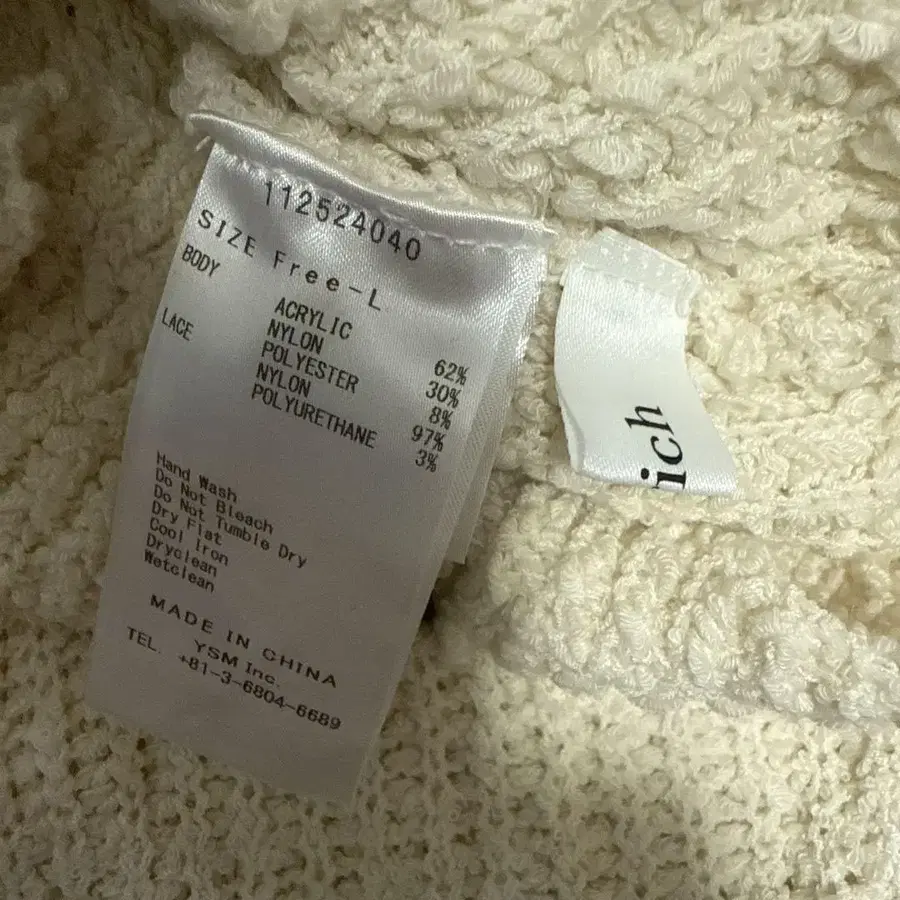 112524040
SIZE Free-L
BODY ACRYLIC 62%
NYLON 30%
POLYESTER 8%
LACE NYLON 97%
POLYURETHANE 3%
Hand Wash
Do Not Bleach
Do Not Tumble Dry
Dry Flat
Cool Iron
Dryclean
Wetclean
MADE IN CHINA
YSM Inc.
TEL. +81-3-6804-6689
ich